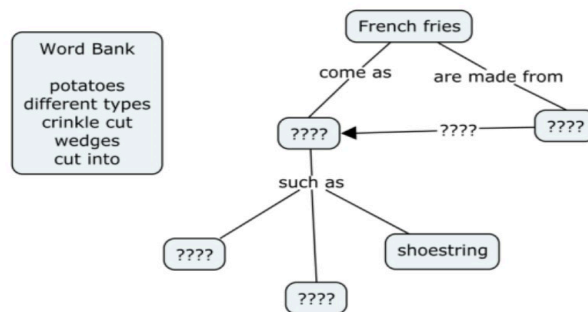 French fries
Word Bank
potatoes
different types
crinkle cut
wedges
cut into
come as
are made from
????
????
????
such as
????
shoestring
????